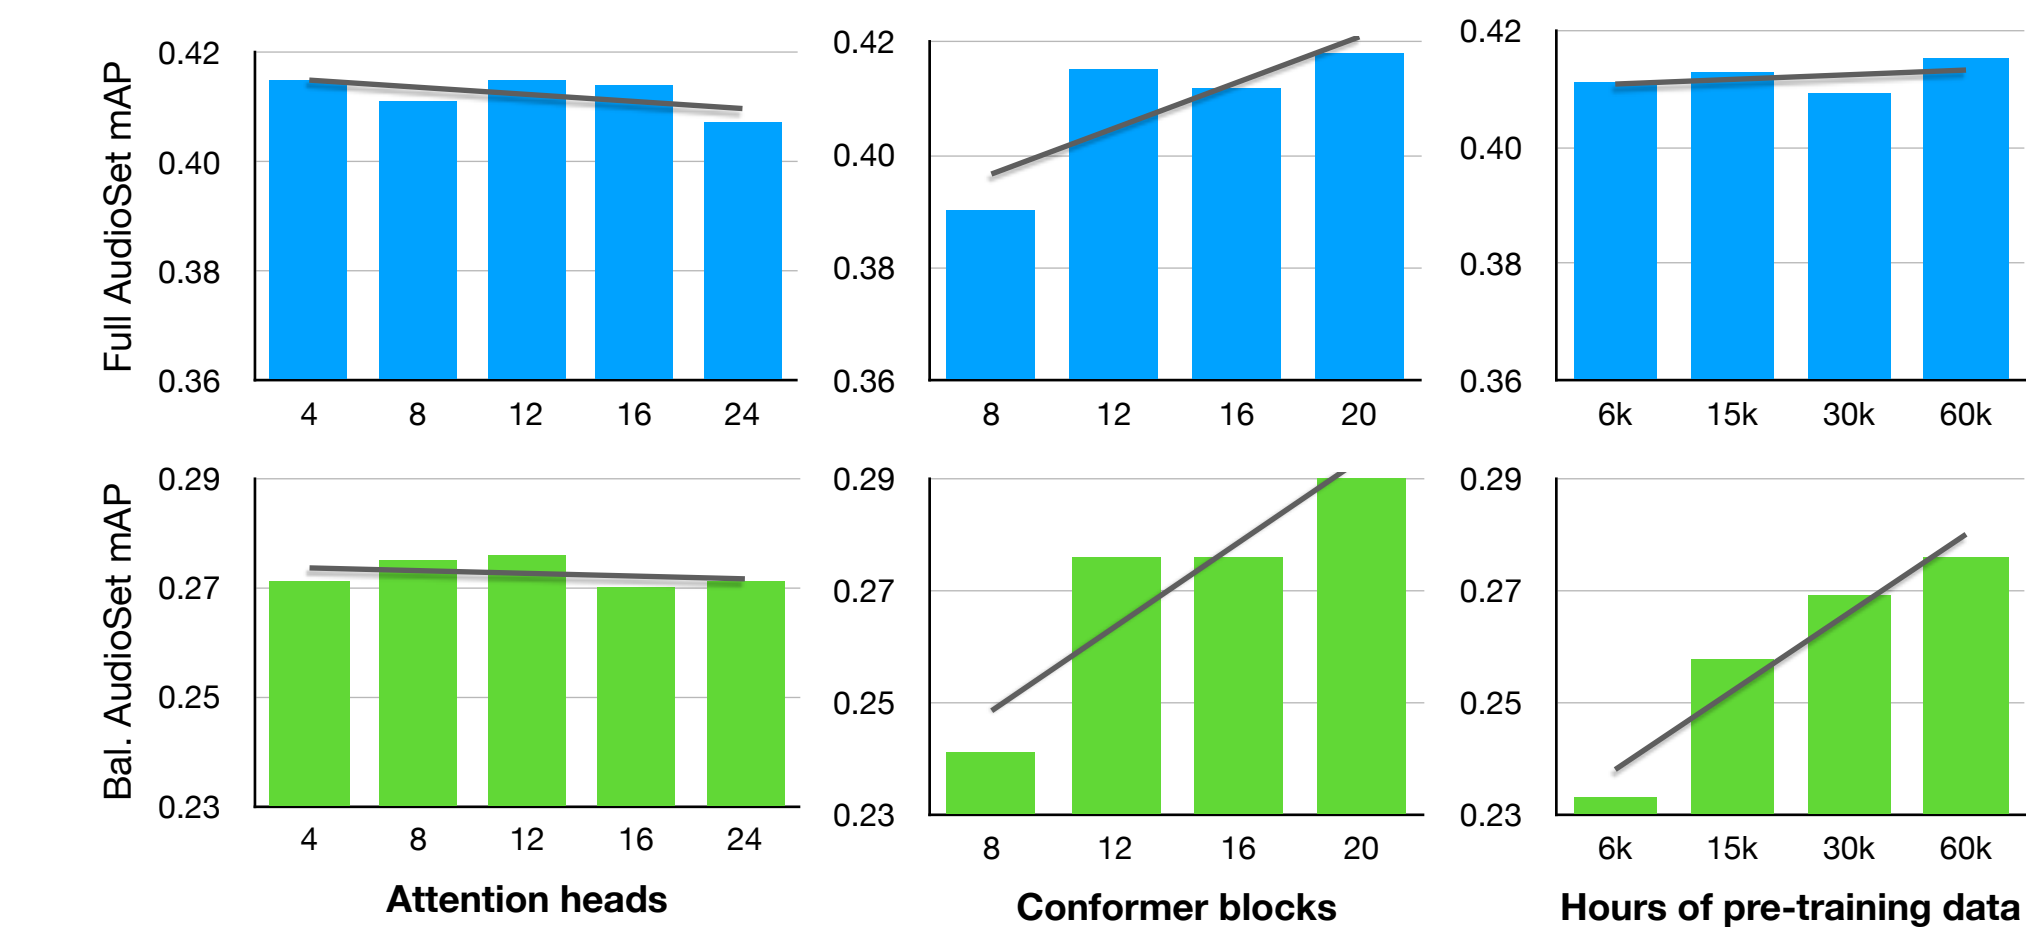 Full AudioSet mAP
0.42
0.40
0.38
0.36
4 8 12 16 24
0.42
0.40
0.38
0.36
8 12 16 20
0.42
0.40
0.38
0.36
6k 15k 30k 60k
Bal. AudioSet mAP
0.29
0.27
0.25
0.23
4 8 12 16 24
Attention heads
0.29
0.27
0.25
0.23
8 12 16 20
Conformer blocks
0.29
0.27
0.25
0.23
6k 15k 30k 60k
Hours of pre-training data